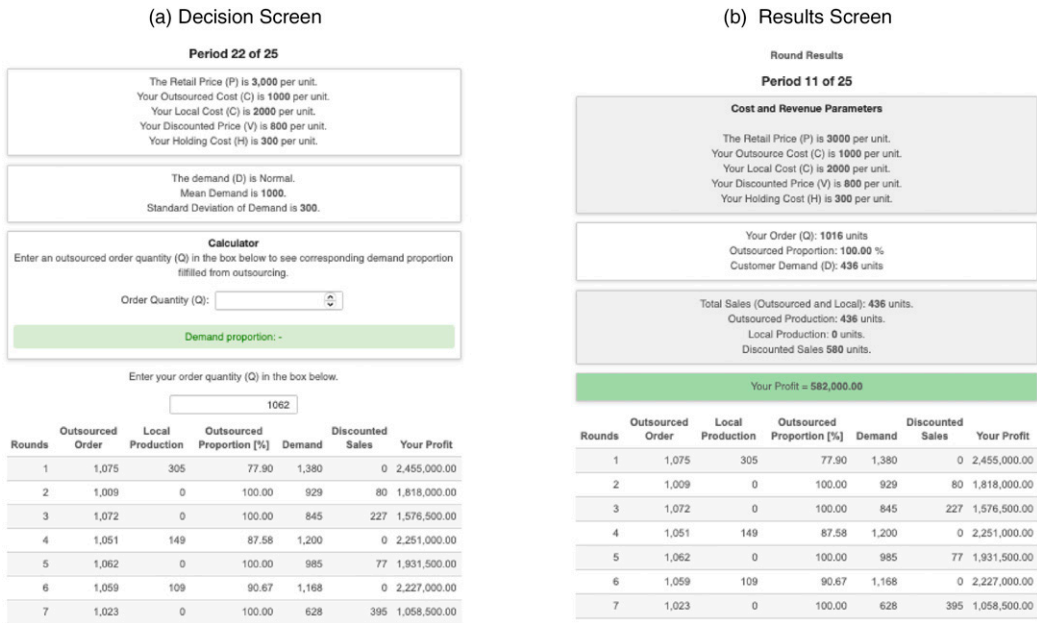 (a) Decision Screen
Period 22 of 25
The Retail Price (P) is 3,000 per unit.
Your Outsourced Cost (C) is 1000 per unit.
Your Local Cost (C) is 2000 per unit.
Your Discounted Price (V) is 800 per unit.
Your Holding Cost (H) is 300 per unit.
The demand (D) is Normal.
Mean Demand is 1000.
Standard Deviation of Demand is 300.
Calculator
Enter an outsourced order quantity (Q) in the box below to see corresponding demand proportion
filfilled from outsourcing.
Order Quantity (Q):
Demand proportion: -
Enter your order quantity (Q) in the box below.
1062
Rounds Outsourced Order Local Production Outsourced Proportion [%] Demand Discounted Sales Your Profit
1 1,075 305 77.90 1,380 0 2,455,000.00
2 1,009 0 100.00 929 80 1,818,000.00
3 1,072 0 100.00 845 227 1,576,500.00
4 1,051 149 87.58 1,200 0 2,251,000.00
5 1,062 0 100.00 985 77 1,931,500.00
6 1,059 109 90.67 1,168 0 2,227,000.00
7 1,023 0 100.00 628 395 1,058,500.00
(b) Results Screen
Round Results
Period 11 of 25
Cost and Revenue Parameters
The Retail Price (P) is 3000 per unit.
Your Outsource Cost (C) is 1000 per unit.
Your Local Cost (C) is 2000 per unit.
Your Discounted Price (V) is 800 per unit.
Your Holding Cost (H) is 300 per unit.
Your Order (Q): 1016 units
Outsourced Proportion: 100.00 %
Customer Demand (D): 436 units
Total Sales (Outsourced and Local): 436 units.
Outsourced Production: 436 units.
Local Production: 0 units.
Discounted Sales 580 units.
Your Profit = 582,000.00
Rounds Outsourced Order Local Production Outsourced Proportion [%] Demand Discounted Sales Your Profit
1 1,075 305 77.90 1,380 0 2,455,000.00
2 1,009 0 100.00 929 80 1,818,000.00
3 1,072 0 100.00 845 227 1,576,500.00
4 1,051 149 87.58 1,200 0 2,251,000.00
5 1,062 0 100.00 985 77 1,931,500.00
6 1,059 109 90.67 1,168 0 2,227,000.00
7 1,023 0 100.00 628 395 1,058,500.00